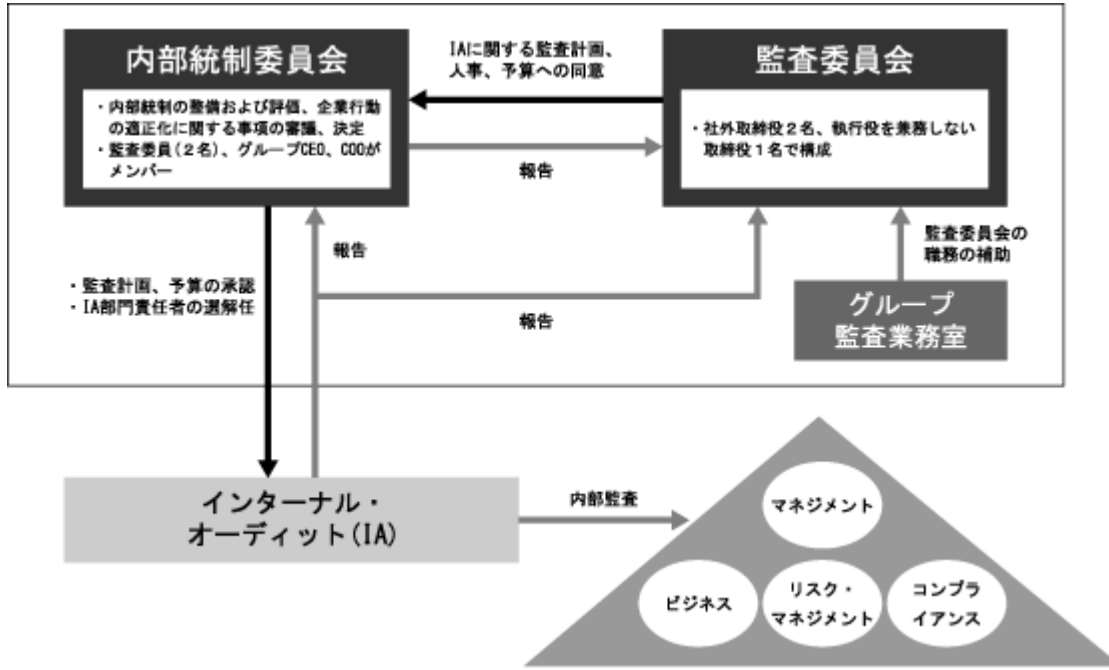 内部統制委員会
・内部統制の整備および評価、企業行動
の適正化に関する事項の審議、決定
・監査委員(2名)、グループCEO、COOが
メンバー
IAに関する監査計画、
人事、予算への同意
報告
監査委員会
・社外取締役2名、執行役を兼務しない
取締役1名で構成
・監査計画、予算の承認
・IA部門責任者の選解任
報告
報告
監査委員会の
職務の補助
グループ
監査業務室
インターナル・
オーディット(IA)
内部監査
マネジメント
ビジネス
リスク・
マネジメント
コンプラ
イアンス